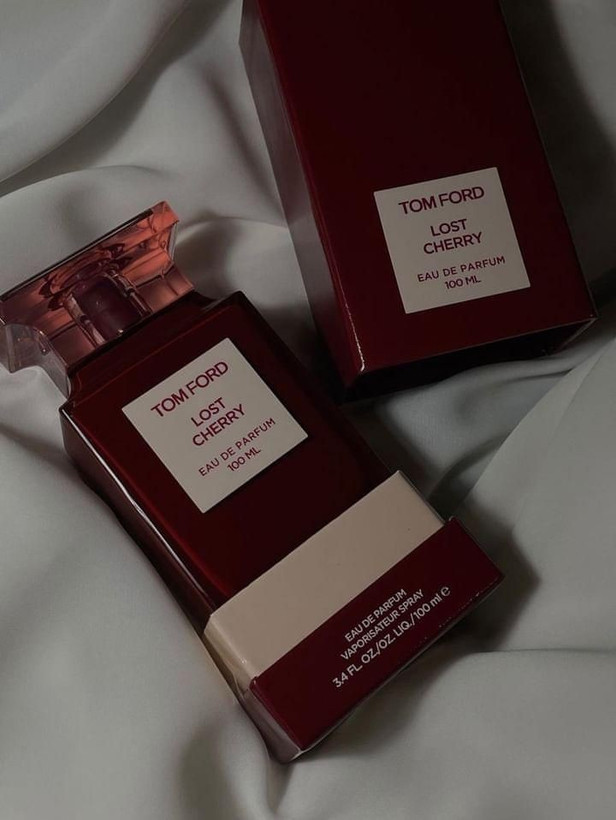 TOM FORD
LOST
CHERRY
EAU DE PARFUM
100 ML
TOM FORD
LOST
CHERRY
EAU DE PARFUM
100 ML
EAU DE PARFUM
VAPORISATEUR SPRAY
3.4 FL. OZ/OZ. LIQ./100 ml ℮